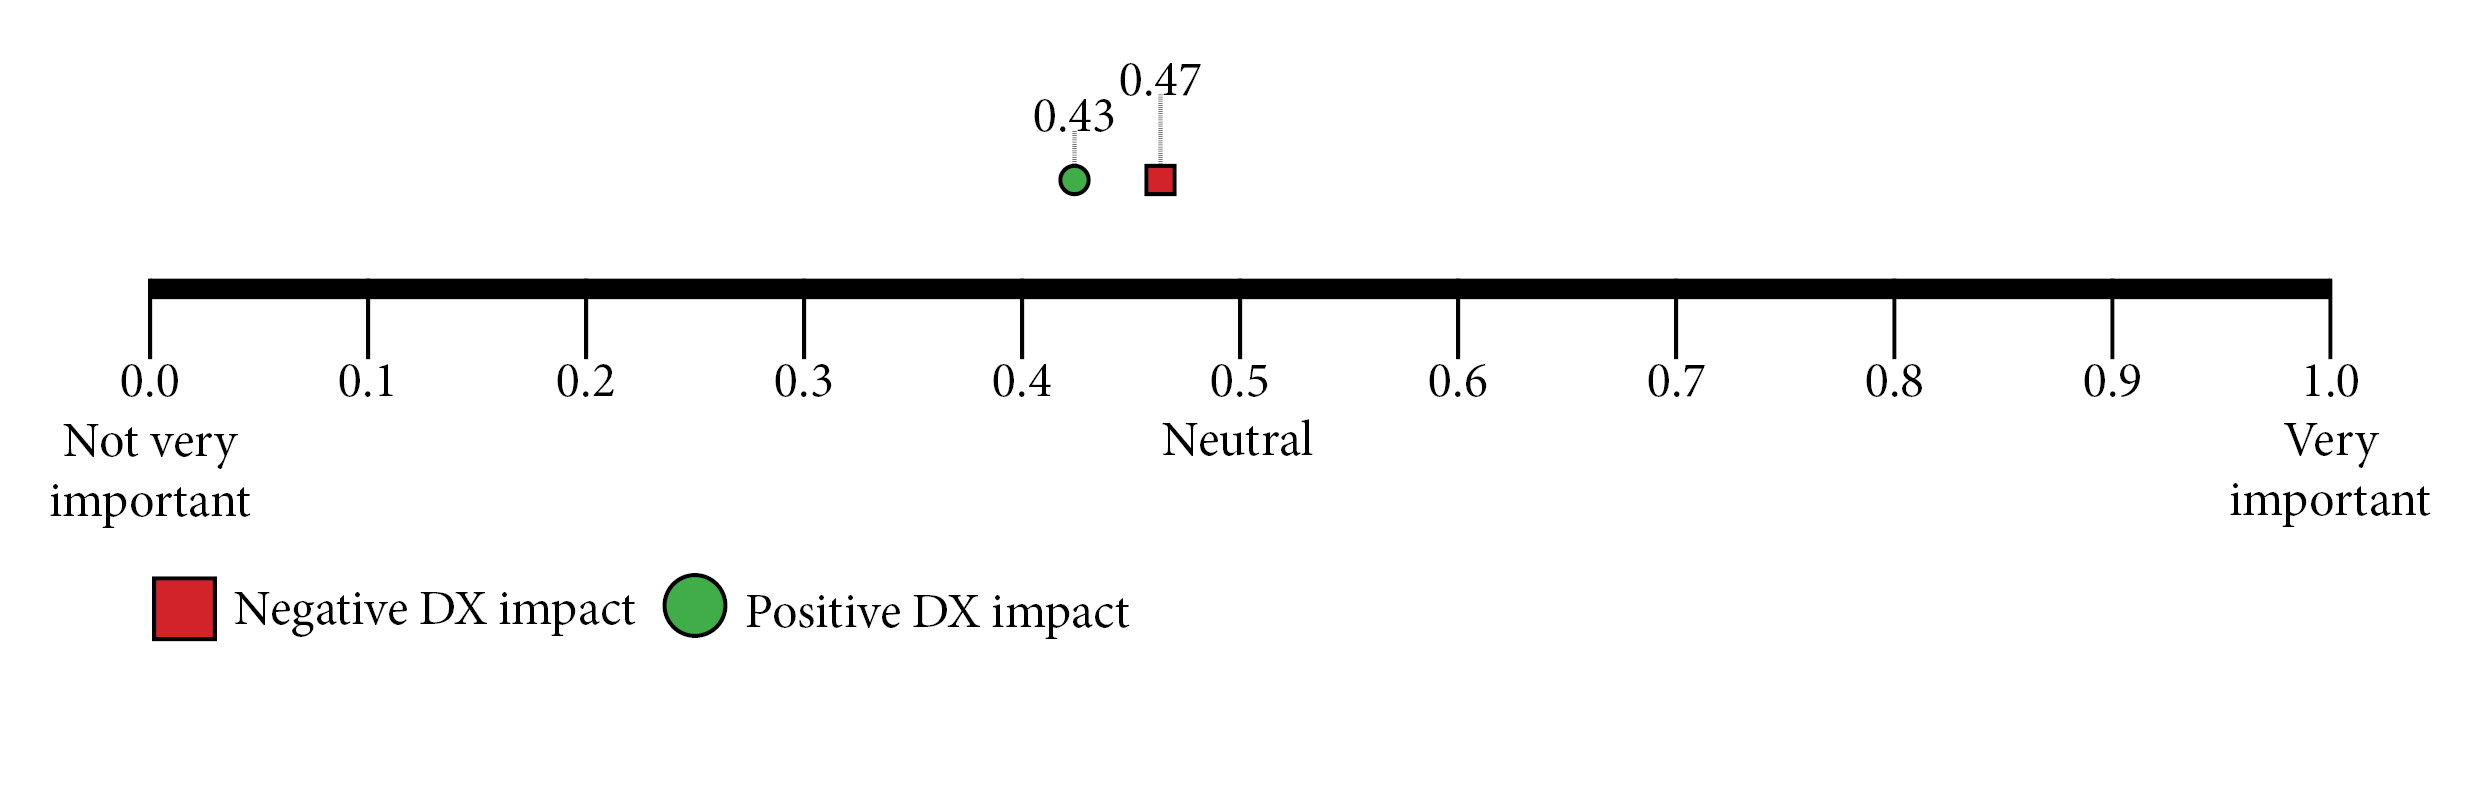 0.47
0.43
0.0 0.1 0.2 0.3 0.4 0.5 0.6 0.7 0.8 0.9 1.0
Not very important
Neutral
Very important
Negative DX impact
Positive DX impact